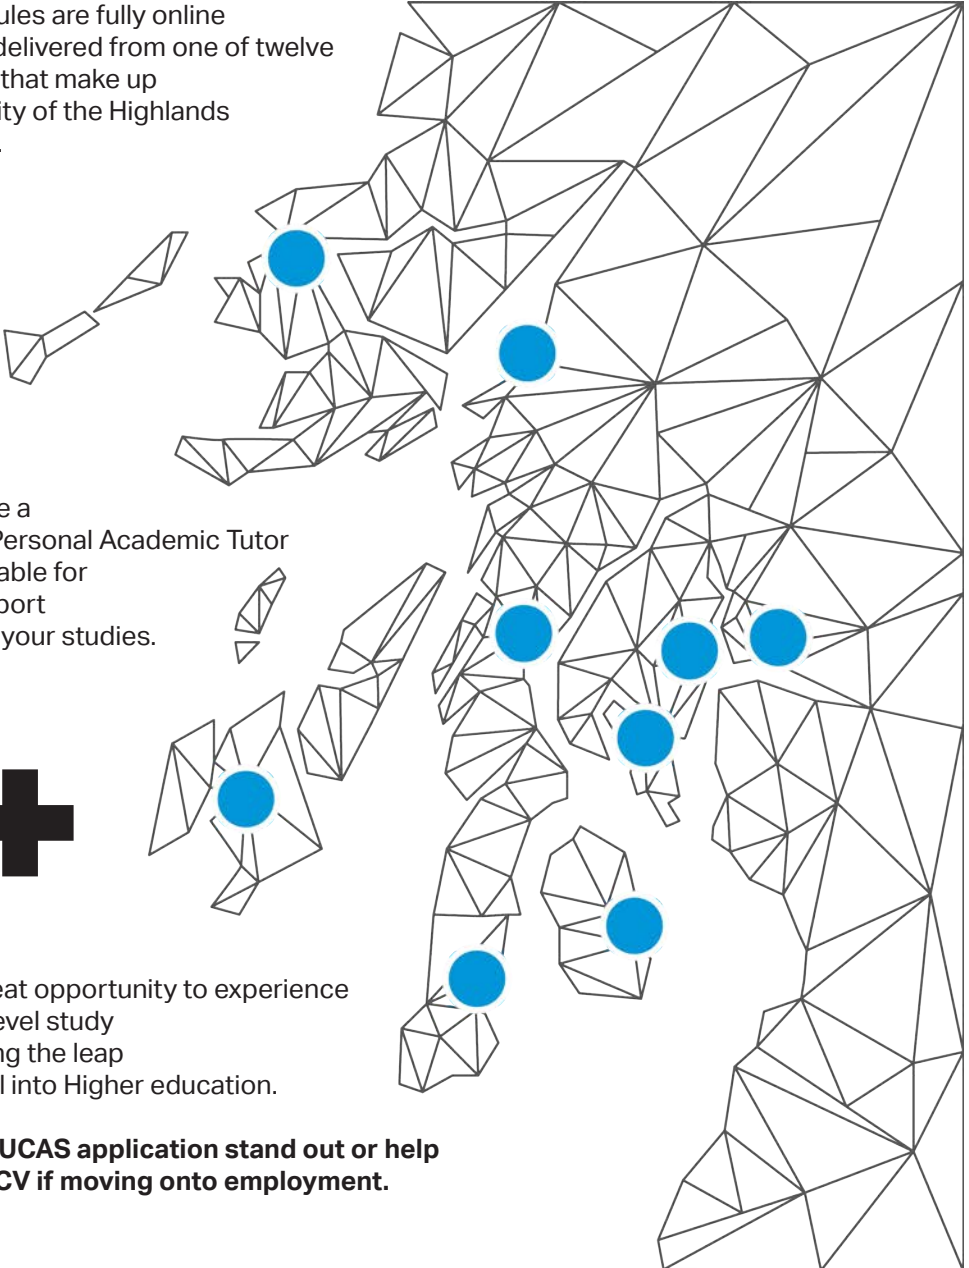 ules are fully online
delivered from one of twelve
that make up
ity of the Highlands
.
e a
Personal Academic Tutor
able for
port
your studies.
eat opportunity to experience
evel study
ng the leap
l into Higher education.
UCAS application stand out or help
CV if moving onto employment.